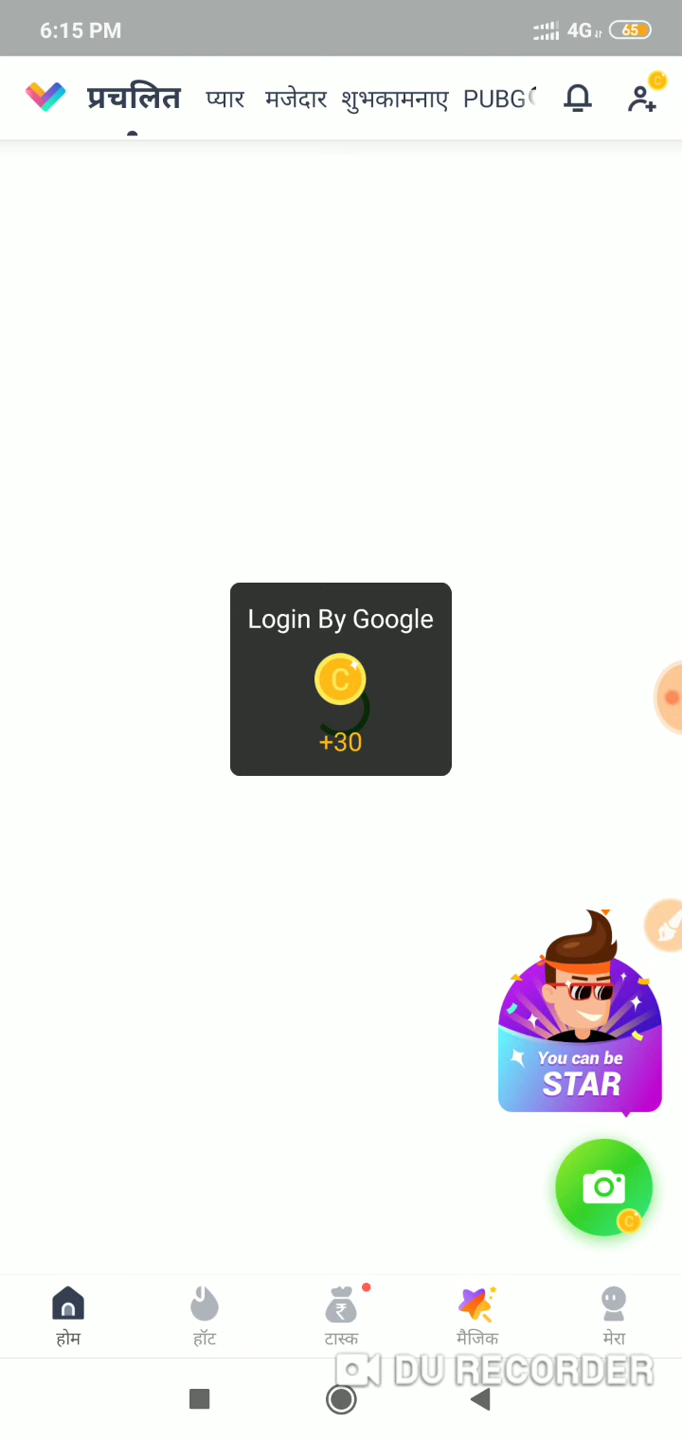 6:15 PM 4G 65
प्रचलित प्यार मजेदार शुभकामनाए PUBG
Login By Google
C
+30
You can be
STAR
होम हॉट टास्क मैजिक मेरा
DU RECORDER